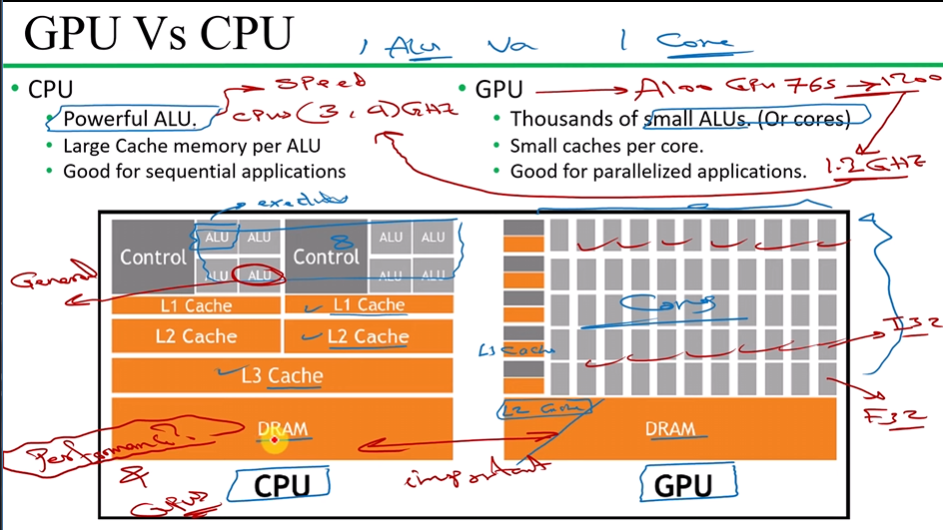 GPU Vs CPU
1 ALU Vs 1 Core
• CPU
SPeed
• Powerful ALU.
CPUs (3, 4) GHZ
• Large Cache memory per ALU
• Good for sequential applications
• GPU
A100 GPU 765 → 1200
• Thousands of small ALUs. (Or cores)
• Small caches per core.
1.2 GHZ
• Good for parallelized applications.
execute
Control
ALU ALU
ALU ALU
Control
8
ALU ALU
ALU ALU
General
L1 Cache
L1 Cache
L2 Cache
L2 Cache
L3 Cache
DRAM
Performance?
&
GPUs
CPU
important
Cores
I32
L1 Cache
F32
L2 Cache
DRAM
GPU